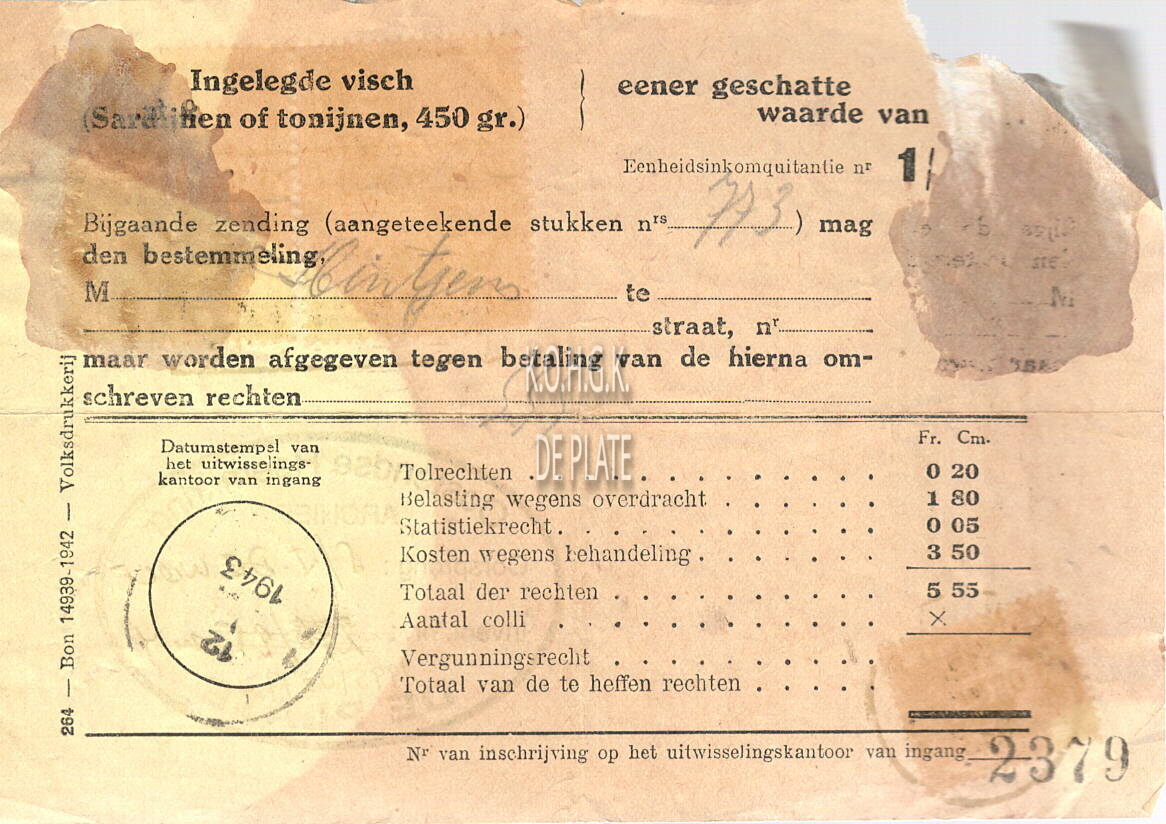 Ingelegde visch
(Sardijnen of tonijnen, 450 gr.)
eener geschatte
waarde van
Eenheidsinkomquitantie nr 1/
Bijgaande zending (aangeteekende stukken nrs 773) mag
den bestemmeling,
M Mintjens te
straat, nr
maar worden afgegeven tegen betaling van de hierna om-
schreven rechten
K.O.H.G.K.
DE PLATE
Datumstempel van
het uitwisselings-
kantoor van ingang
1943
12
Fr. Cm.
Tolrechten 0 20
Belasting wegens overdracht 1 80
Statistiekrecht 0 05
Kosten wegens behandeling 3 50
Totaal der rechten 5 55
Aantal colli ×
Vergunningsrecht
Totaal van de te heffen rechten
Nr van inschrijving op het uitwisselingskantoor van ingang 2379
264 — Bon 14939-1942 — Volksdrukkerij